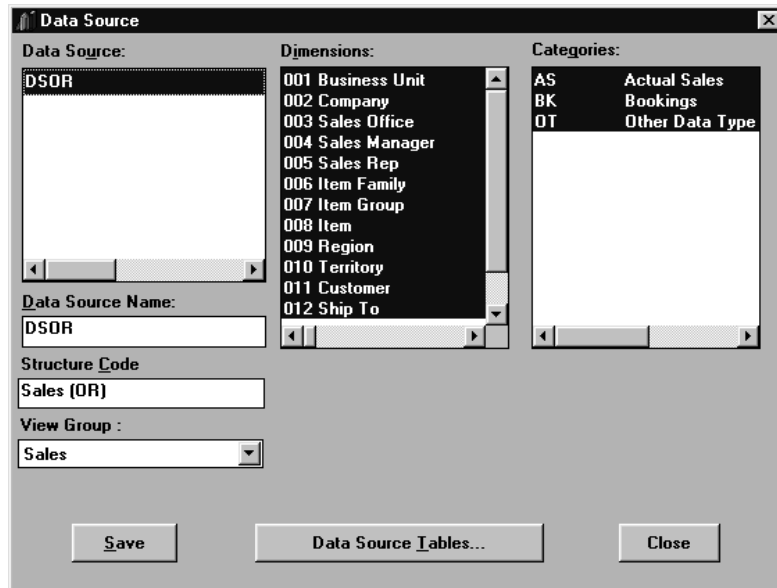 Data Source
Data Source:
DSOR
Data Source Name:
DSOR
Structure Code
Sales (OR)
View Group :
Sales
Dimensions:
001 Business Unit
002 Company
003 Sales Office
004 Sales Manager
005 Sales Rep
006 Item Family
007 Item Group
008 Item
009 Region
010 Territory
011 Customer
012 Ship To
Categories:
AS Actual Sales
BK Bookings
OT Other Data Type
Save
Data Source Tables...
Close